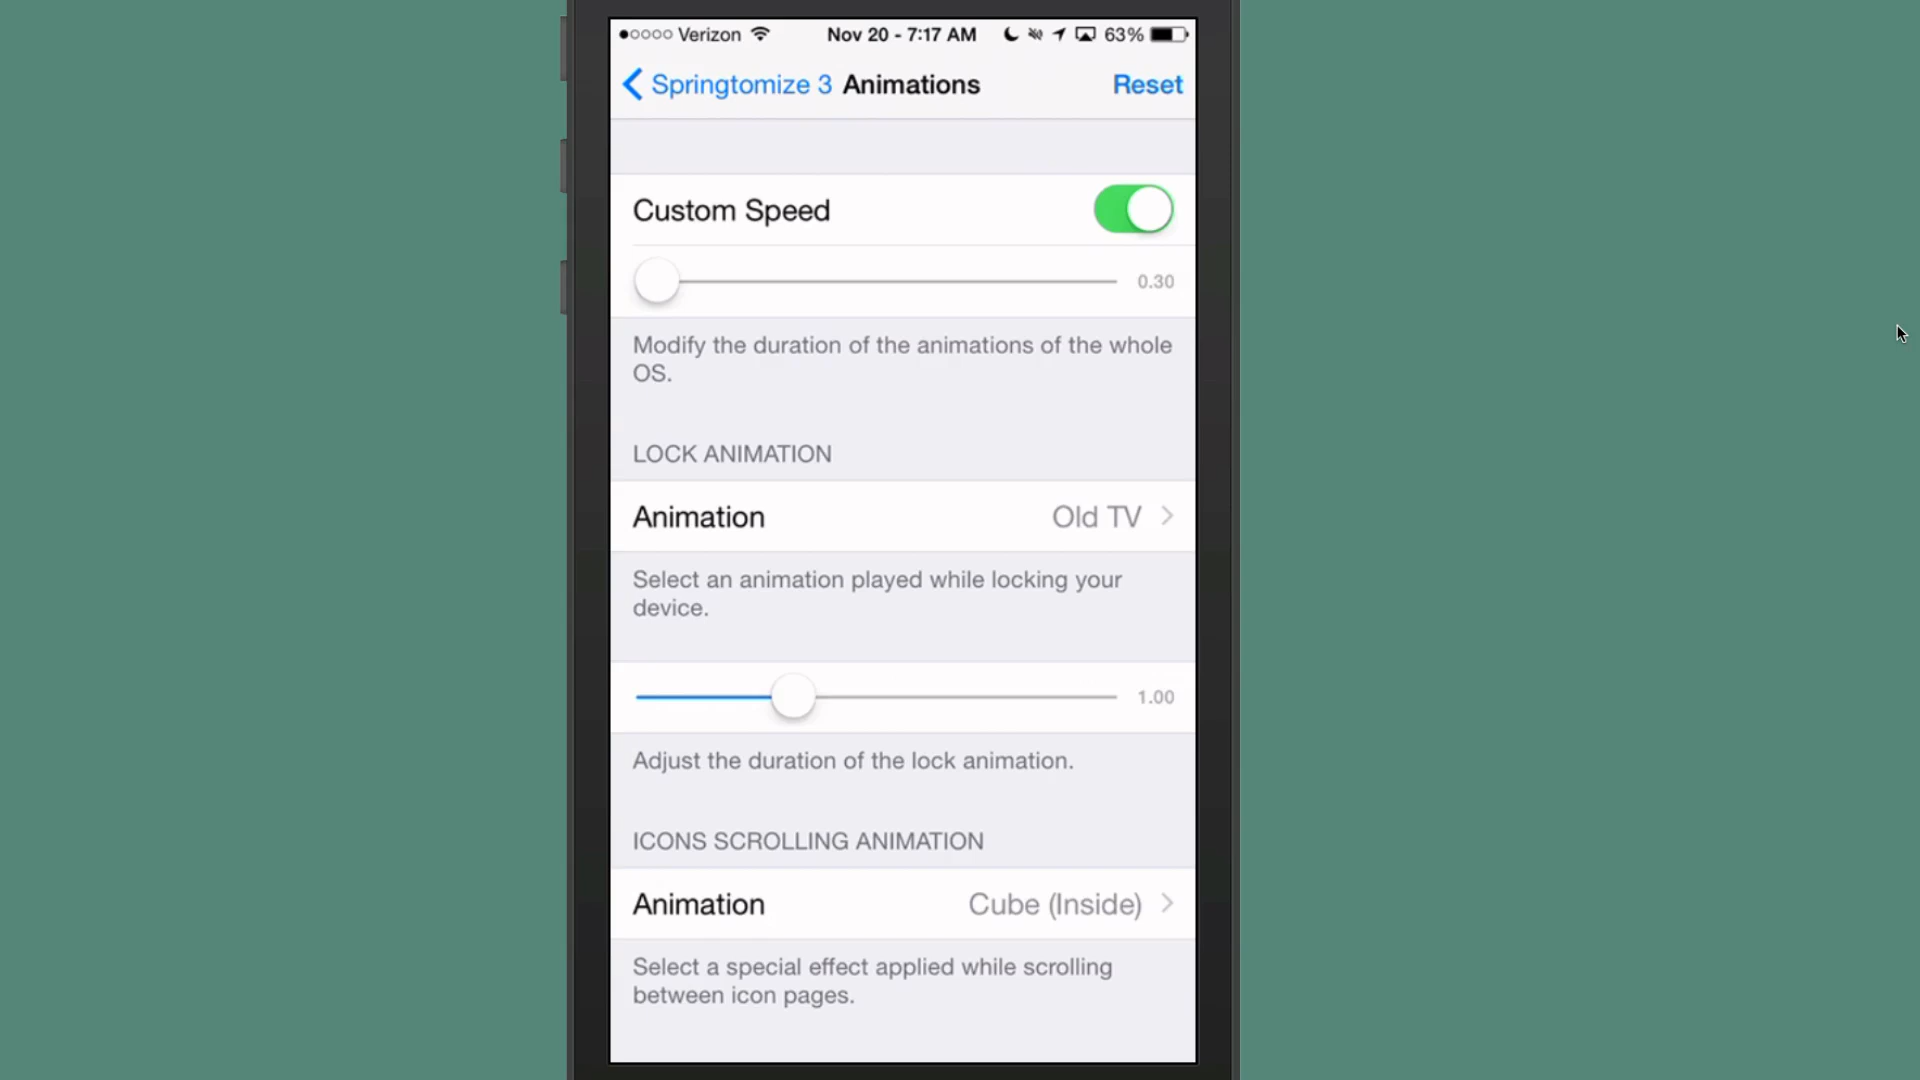 Verizon Nov 20 - 7:17 AM 63%
Springtomize 3 Animations Reset
Custom Speed
0.30
Modify the duration of the animations of the whole
OS.
LOCK ANIMATION
Animation Old TV
Select an animation played while locking your
device.
1.00
Adjust the duration of the lock animation.
ICONS SCROLLING ANIMATION
Animation Cube (Inside)
Select a special effect applied while scrolling
between icon pages.